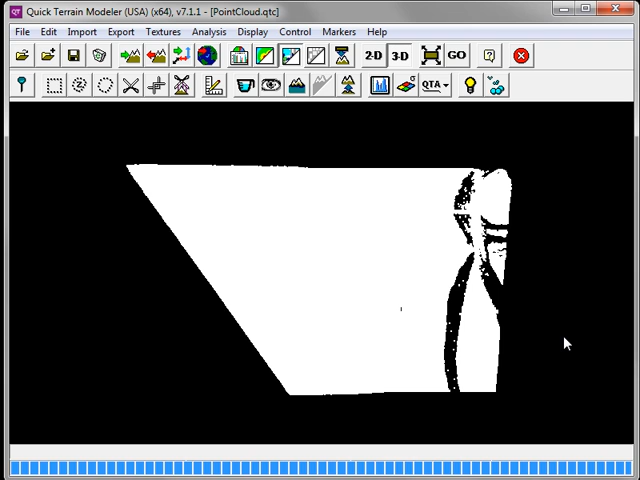 QT Quick Terrain Modeler (USA) (x64), v7.1.1 - [PointCloud.qtc]
File Edit Import Export Textures Analysis Display Control Markers Help
2-D 3-D GO
QTA